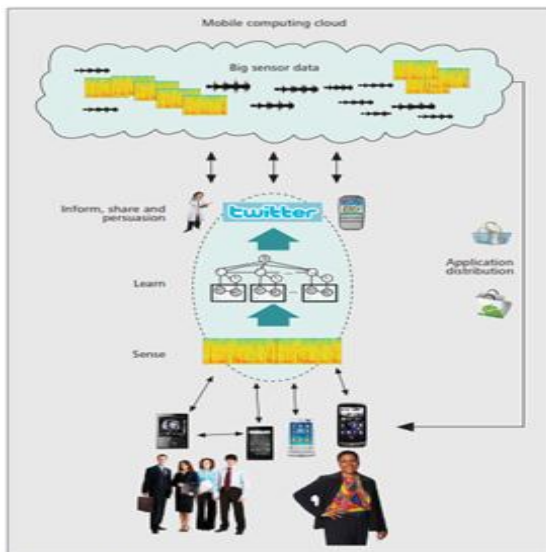 Mobile computing cloud
Big sensor data
Inform, share and
persuasion
twitter
Application
distribution
Learn
Sense